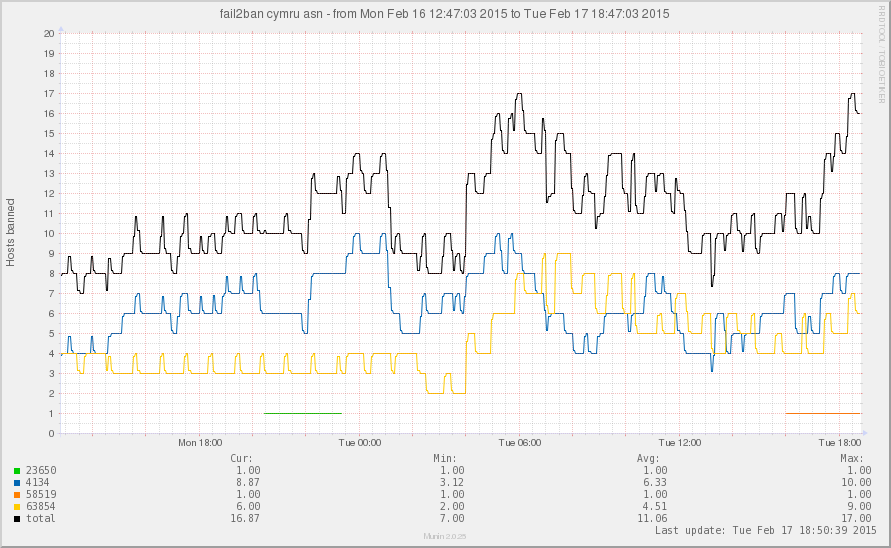 fail2ban cymru asn - from Mon Feb 16 12:47:03 2015 to Tue Feb 17 18:47:03 2015
RRDTOOL / TOBI OETIKER
Hosts banned
20
19
18
17
16
15
14
13
12
11
10
9
8
7
6
5
4
3
2
1
0
Mon 18:00 Tue 00:00 Tue 06:00 Tue 12:00 Tue 18:00
Cur: Min: Avg: Max:
23650 1.00 1.00 1.00 1.00
4134 8.87 3.12 6.33 10.00
58519 1.00 1.00 1.00 1.00
63854 6.00 2.00 4.51 9.00
total 16.87 7.00 11.06 17.00
Last update: Tue Feb 17 18:50:39 2015
Munin 2.0.25